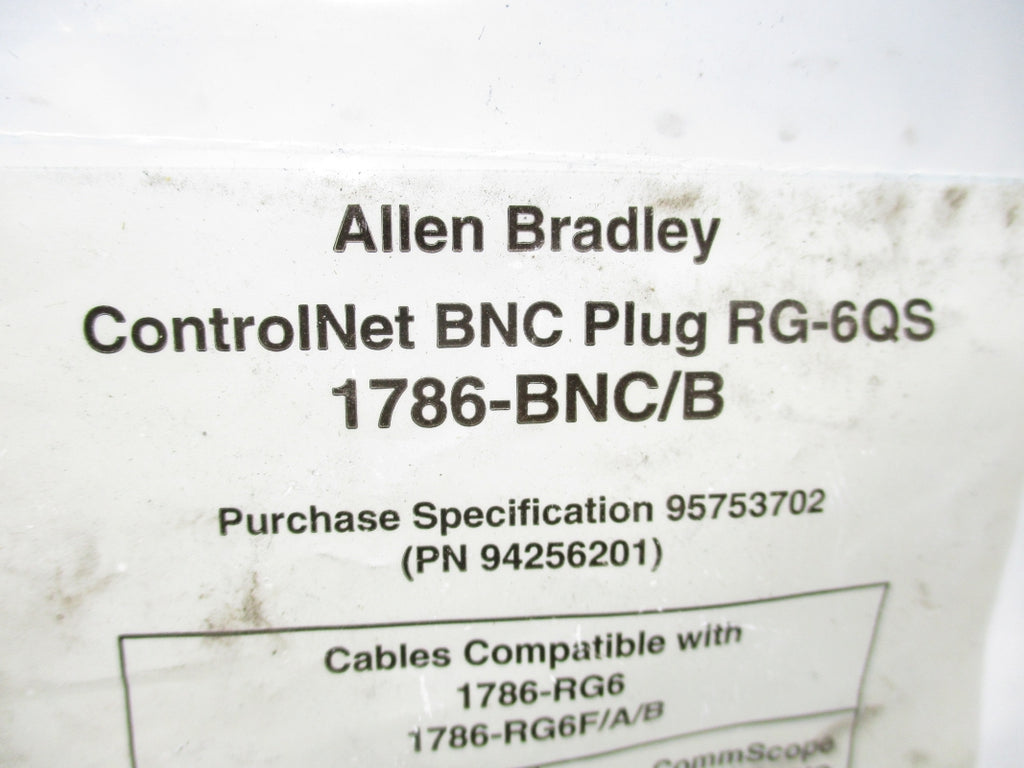 Allen Bradley
ControlNet BNC Plug RG-6QS
1786-BNC/B
Purchase Specification 95753702
(PN 94256201)
Cables Compatible with
1786-RG6
1786-RG6F/A/B
CommScope